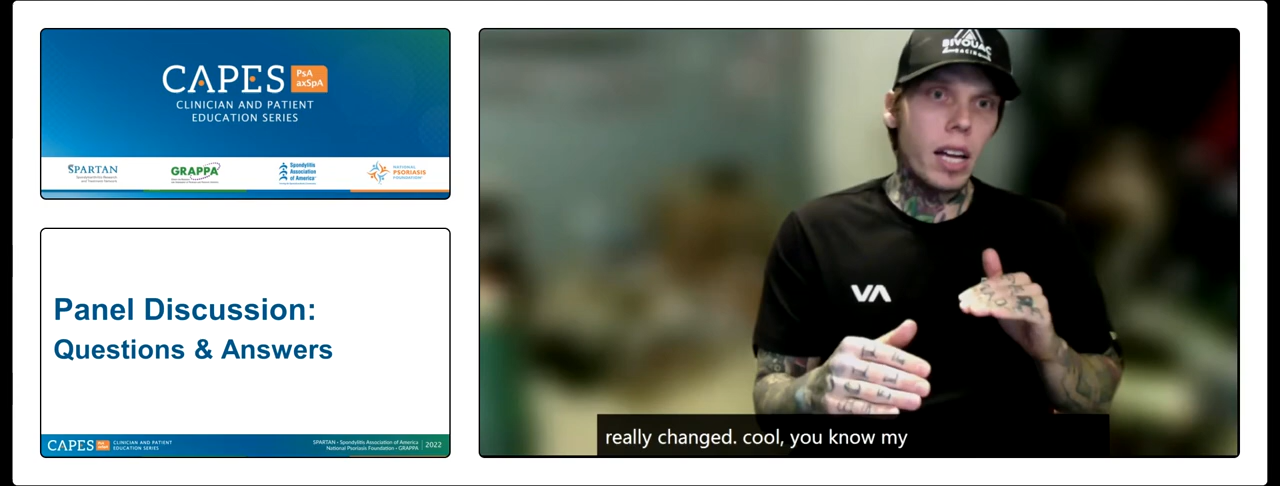 CAPES
PsA
axSpA
CLINICIAN AND PATIENT
EDUCATION SERIES
SPARTAN
GRAPPA
Spondylitis
Association
of America
NATIONAL
PSORIASIS
FOUNDATION
Panel Discussion:
Questions & Answers
CAPES
CLINICIAN AND PATIENT
EDUCATION SERIES
SPARTAN • Spondylitis Association of America
National Psoriasis Foundation • GRAPPA
2022
BIVOUAC
RACING
VA
really changed. cool, you know my